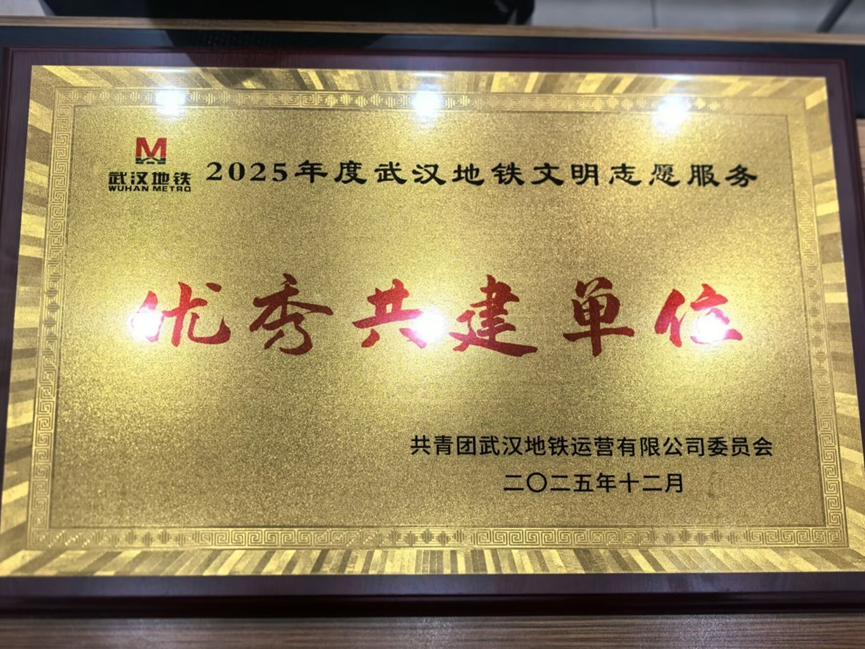 武汉地铁
WUHAN METRO
2025年度武汉地铁文明志愿服务
优秀共建单位
共青团武汉地铁运营有限公司委员会
二〇二五年十二月